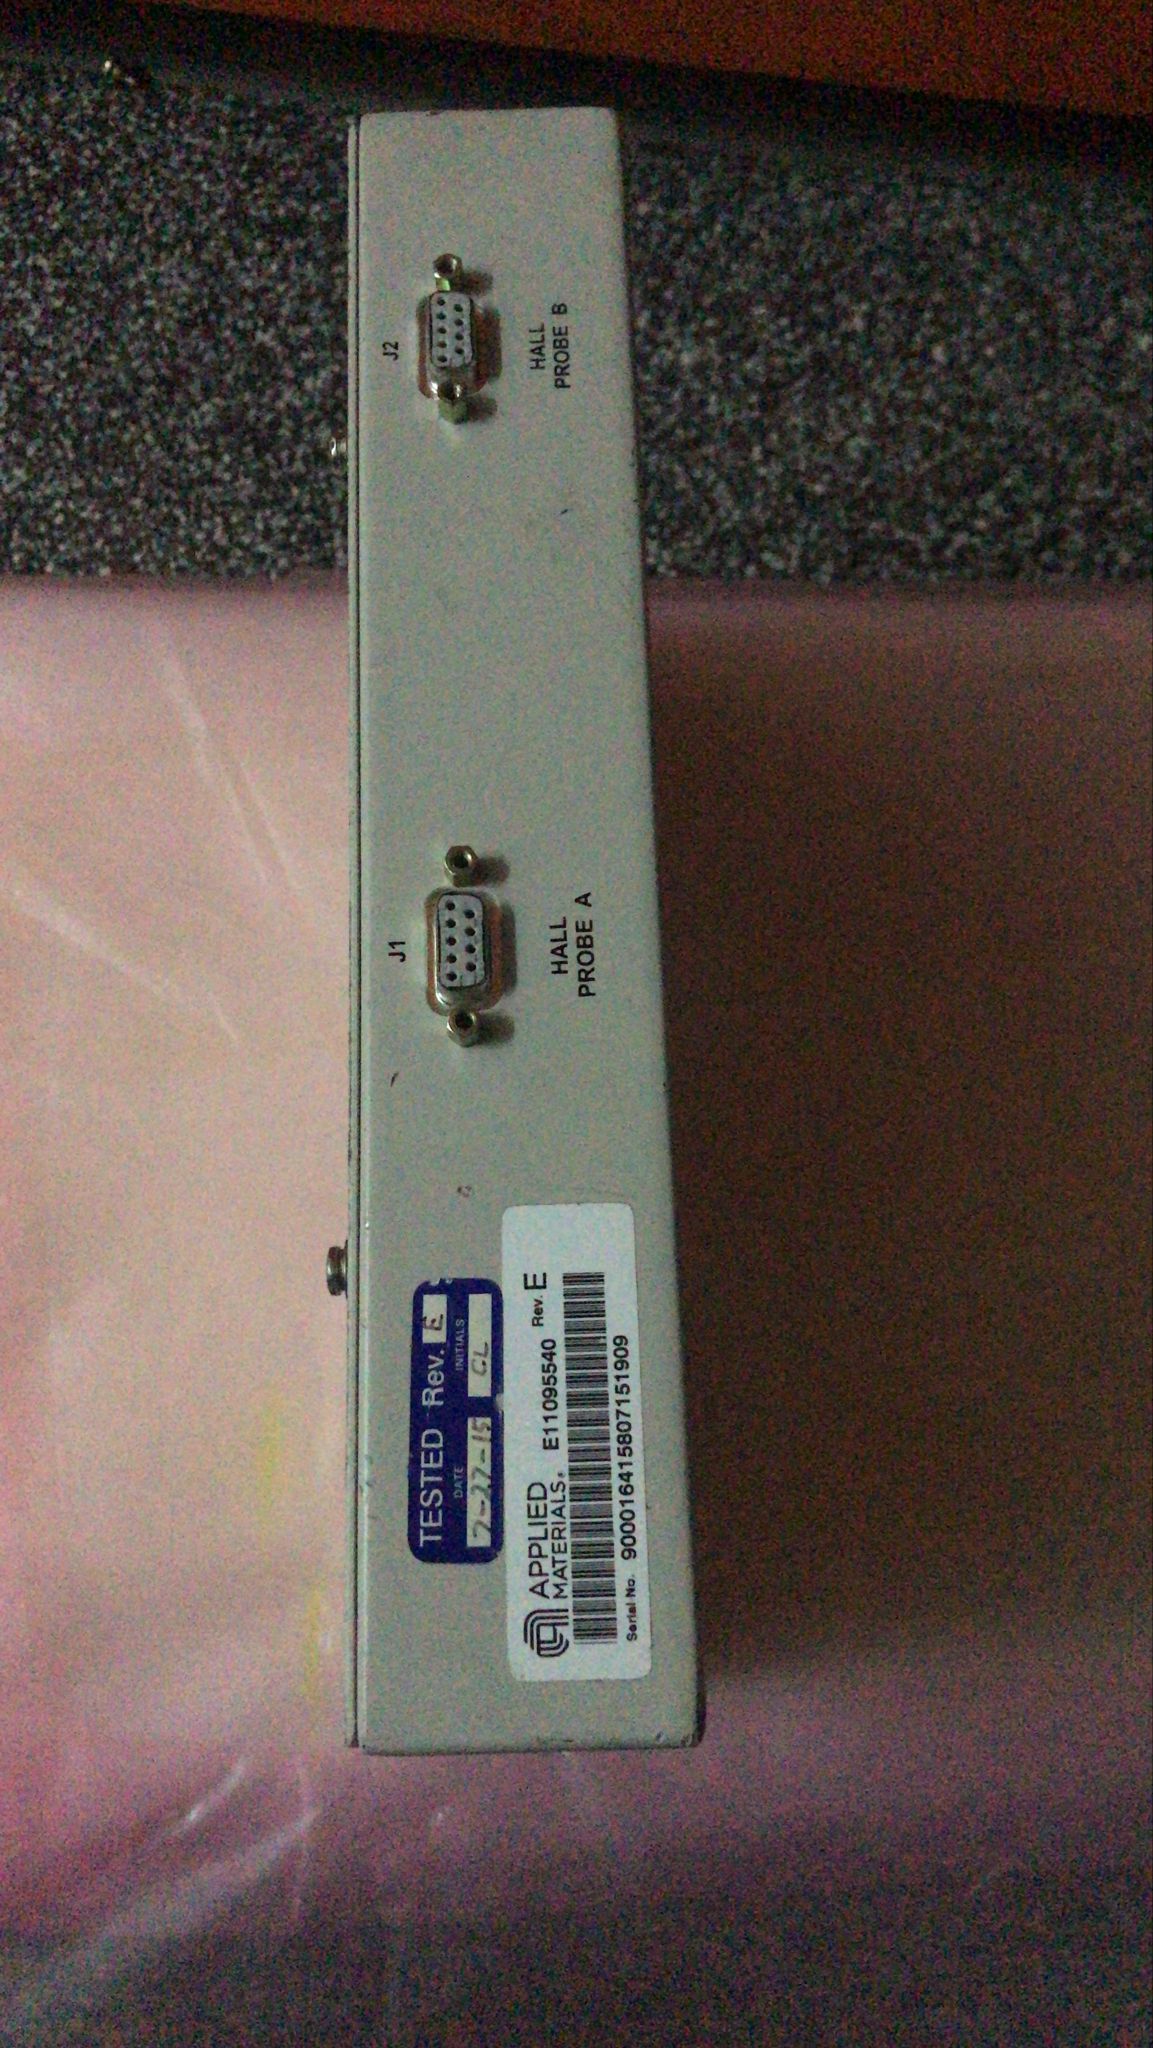 J1
HALL
PROBE A
J2
HALL
PROBE B
TESTED Rev. E
DATE
INITIALS
7-27-15
CL
APPLIED
MATERIALS®
E11095540 Rev. E
Serial No. 900016415807151909